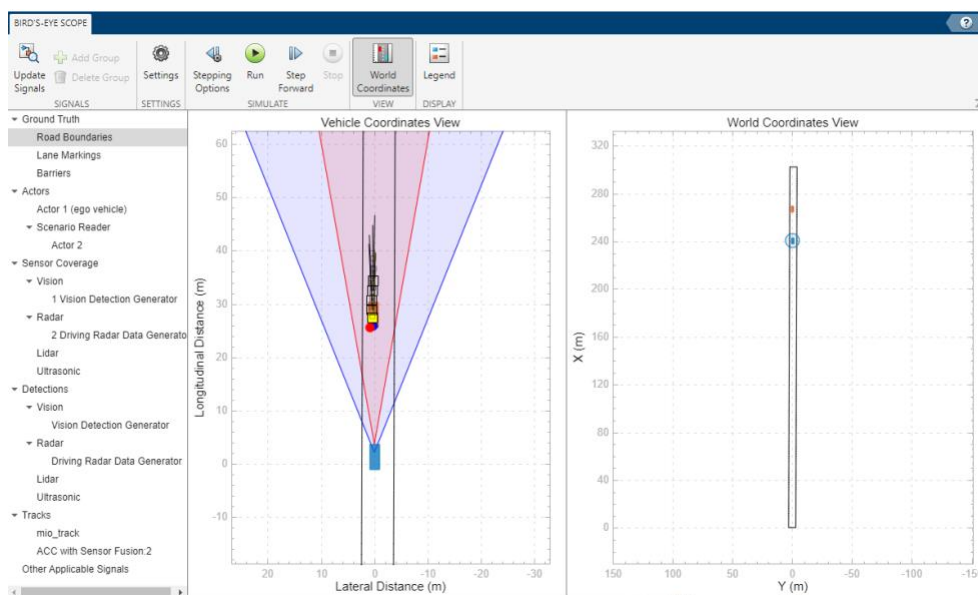 BIRD'S-EYE SCOPE
?
Update Signals
Add Group
Delete Group
Settings
Stepping Options
Run
Step Forward
Stop
World Coordinates
Legend
SIGNALS
SETTINGS
SIMULATE
VIEW
DISPLAY
Ground Truth
Road Boundaries
Lane Markings
Barriers
Actors
Actor 1 (ego vehicle)
Scenario Reader
Actor 2
Sensor Coverage
Vision
1 Vision Detection Generator
Radar
2 Driving Radar Data Generato
Lidar
Ultrasonic
Detections
Vision
Vision Detection Generator
Radar
Driving Radar Data Generator
Lidar
Ultrasonic
Tracks
mio_track
ACC with Sensor Fusion:2
Other Applicable Signals
Vehicle Coordinates View
Longitudinal Distance (m)
60
50
40
30
20
10
0
-10
20
10
0
-10
-20
-30
Lateral Distance (m)
World Coordinates View
X (m)
320
280
240
200
160
120
80
40
0
150
100
50
0
-50
-100
-150
Y (m)